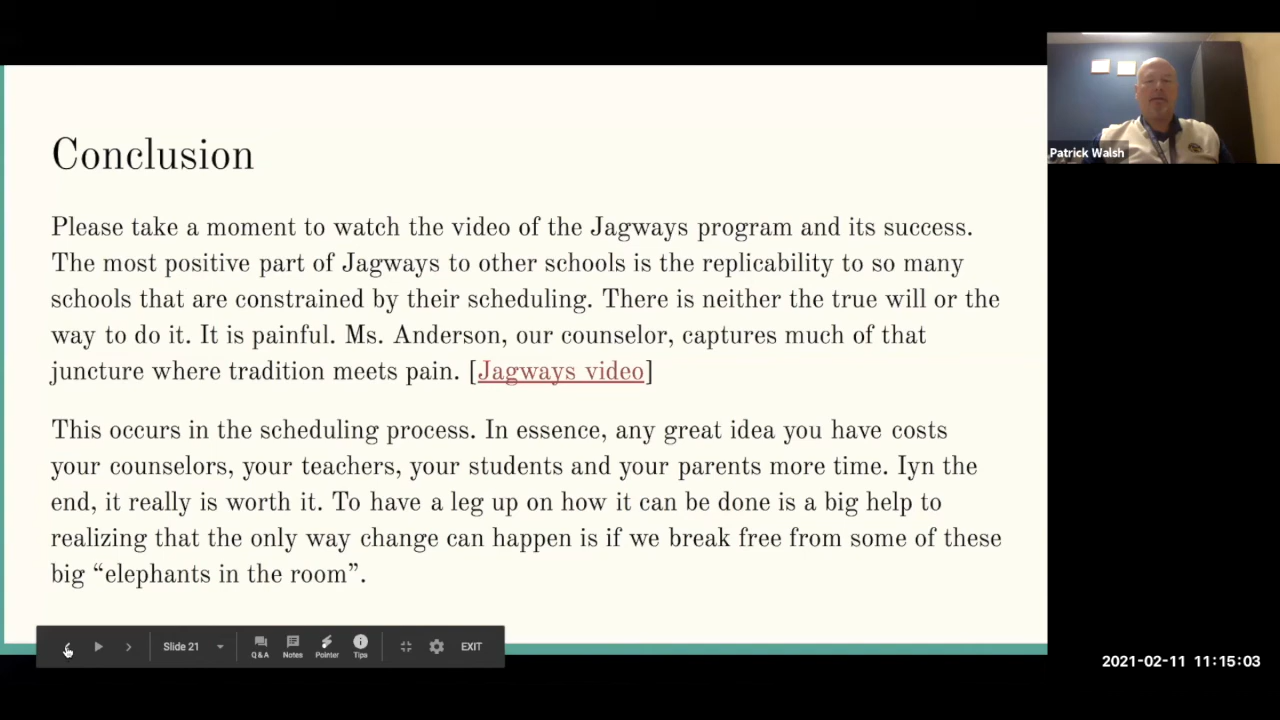 Conclusion
Please take a moment to watch the video of the Jagways program and its success.
The most positive part of Jagways to other schools is the replicability to so many
schools that are constrained by their scheduling. There is neither the true will or the
way to do it. It is painful. Ms. Anderson, our counselor, captures much of that
juncture where tradition meets pain. [Jagways video]
This occurs in the scheduling process. In essence, any great idea you have costs
your counselors, your teachers, your students and your parents more time. Iyn the
end, it really is worth it. To have a leg up on how it can be done is a big help to
realizing that the only way change can happen is if we break free from some of these
big “elephants in the room”.
Patrick Walsh
Slide 21
Q&A
Notes
Pointer
Tips
EXIT
2021-02-11 11:15:03